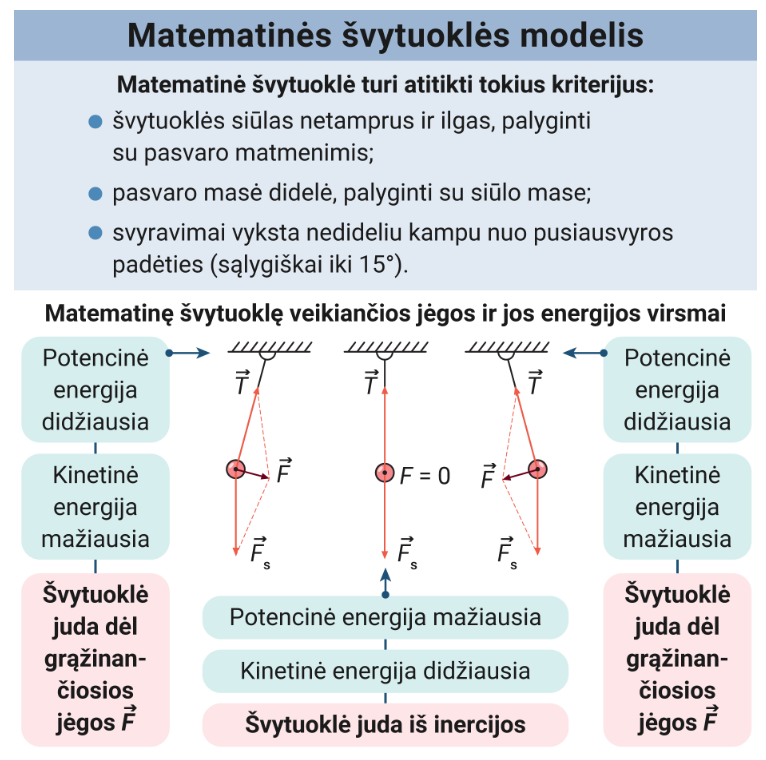 Matematinės švytuoklės modelis
Matematinė švytuoklė turi atitikti tokius kriterijus:
● švytuoklės siūlas netamprus ir ilgas, palyginti
su pasvaro matmenimis;
● pasvaro masė didelė, palyginti su siūlo mase;
● svyravimai vyksta nedideliu kampu nuo pusiausvyros
padėties (sąlygiškai iki 15°).
Matematinę švytuoklę veikiančios jėgos ir jos energijos virsmai
Potencinė
energija
didžiausia
Kinetinė
energija
mažiausia
Švytuoklė
juda dėl
grąžinan-
čiosios
jėgos F⃗
T⃗
F⃗
F⃗s
T⃗
F = 0
F⃗s
T⃗
F⃗
F⃗s
Potencinė energija mažiausia
Kinetinė energija didžiausia
Švytuoklė juda iš inercijos
Potencinė
energija
didžiausia
Kinetinė
energija
mažiausia
Švytuoklė
juda dėl
grąžinan-
čiosios
jėgos F⃗